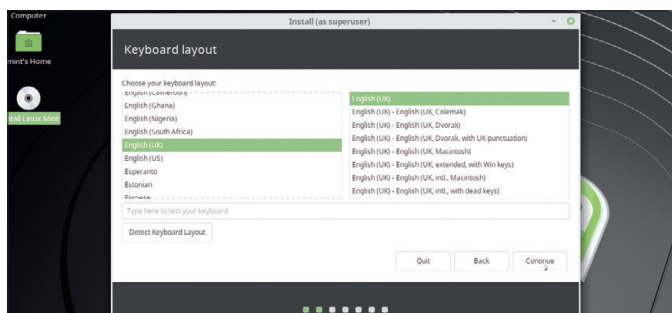 Computer
Install (as superuser)
mint's Home
Install Linux Mint
Keyboard layout
Choose your keyboard layout:
English (Cameroon)
English (Ghana)
English (Nigeria)
English (South Africa)
English (UK)
English (US)
Esperanto
Estonian
Faroese
English (UK)
English (UK) - English (UK, Colemak)
English (UK) - English (UK, Dvorak)
English (UK) - English (UK, Dvorak, with UK punctuation)
English (UK) - English (UK, Macintosh)
English (UK) - English (UK, extended, with Win keys)
English (UK) - English (UK, intl., Macintosh)
English (UK) - English (UK, intl., with dead keys)
Type here to test your keyboard
Detect Keyboard Layout
Quit
Back
Continue